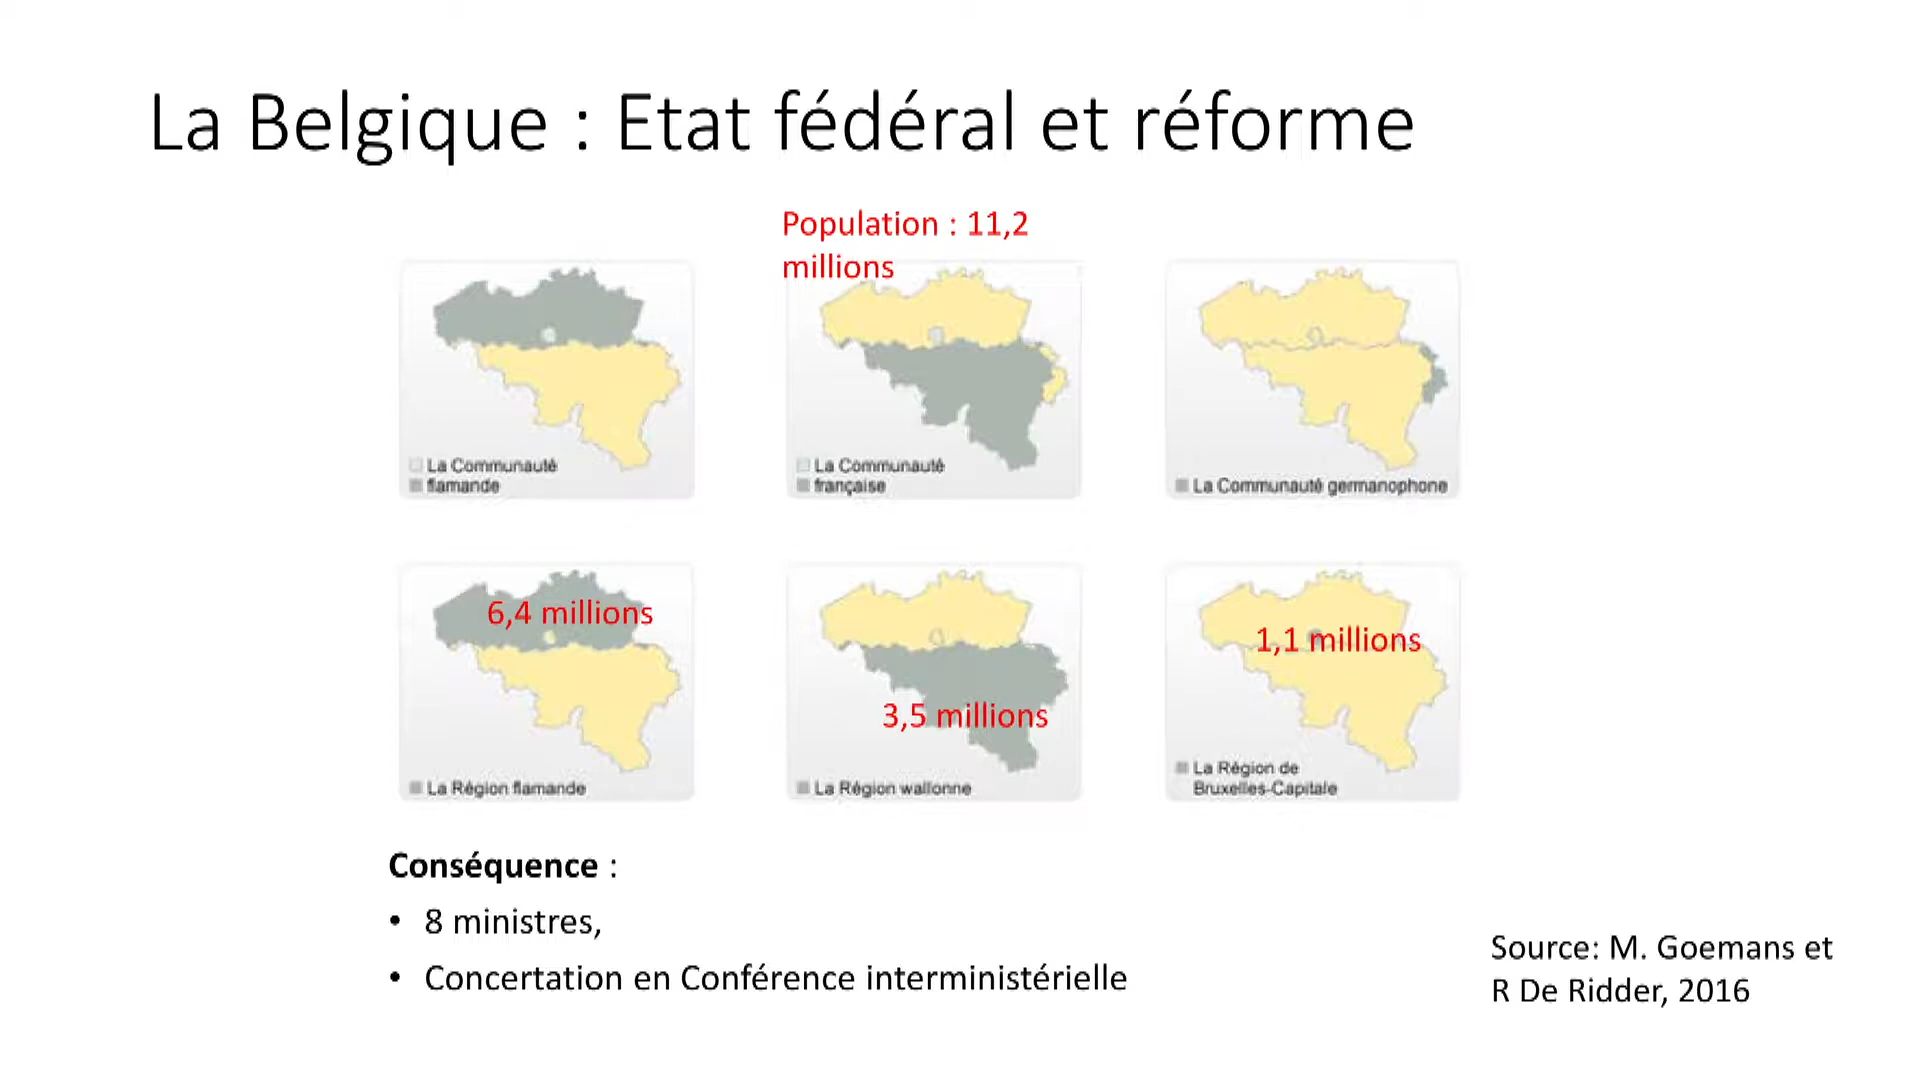 La Belgique : Etat fédéral et réforme
Population : 11,2
millions
La Communauté
flamande
La Communauté
française
La Communauté germanophone
6,4 millions
La Région flamande
3,5 millions
La Région wallonne
1,1 millions
La Région de
Bruxelles-Capitale
Conséquence :
• 8 ministres,
• Concertation en Conférence interministérielle
Source: M. Goemans et
R De Ridder, 2016